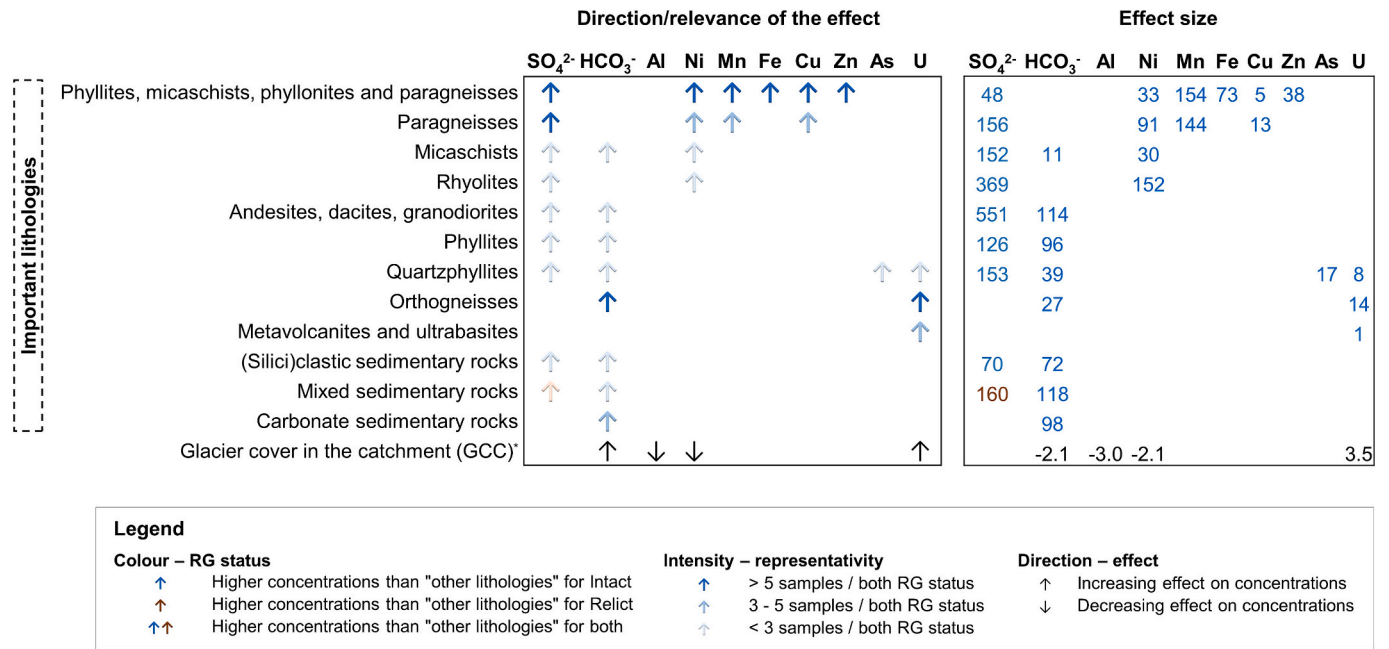 Direction/relevance of the effect Effect size
SO₄²⁻ HCO₃⁻ Al Ni Mn Fe Cu Zn As U SO₄²⁻ HCO₃⁻ Al Ni Mn Fe Cu Zn As U
Important lithologies
Phyllites, micaschists, phyllonites and paragneisses ↑ ↑ ↑ ↑ ↑ ↑ 48 33 154 73 5 38
Paragneisses ↑ ↑ ↑ ↑ 156 91 144 13
Micaschists ↑ ↑ ↑ 152 11 30
Rhyolites ↑ ↑ 369 152
Andesites, dacites, granodiorites ↑ ↑ 551 114
Phyllites ↑ ↑ 126 96
Quartzphyllites ↑ ↑ ↑ ↑ 153 39 17 8
Orthogneisses ↑ ↑ 27 14
Metavolcanites and ultrabasites ↑ 1
(Silici)clastic sedimentary rocks ↑ ↑ 70 72
Mixed sedimentary rocks ↑ ↑ 160 118
Carbonate sedimentary rocks ↑ 98
Glacier cover in the catchment (GCC)* ↑ ↓ ↓ ↑ -2.1 -3.0 -2.1 3.5
Legend
Colour – RG status
↑ Higher concentrations than "other lithologies" for Intact
↑ Higher concentrations than "other lithologies" for Relict
↑↑ Higher concentrations than "other lithologies" for both
Intensity – representativity
↑ > 5 samples / both RG status
↑ 3 - 5 samples / both RG status
↑ < 3 samples / both RG status
Direction – effect
↑ Increasing effect on concentrations
↓ Decreasing effect on concentrations